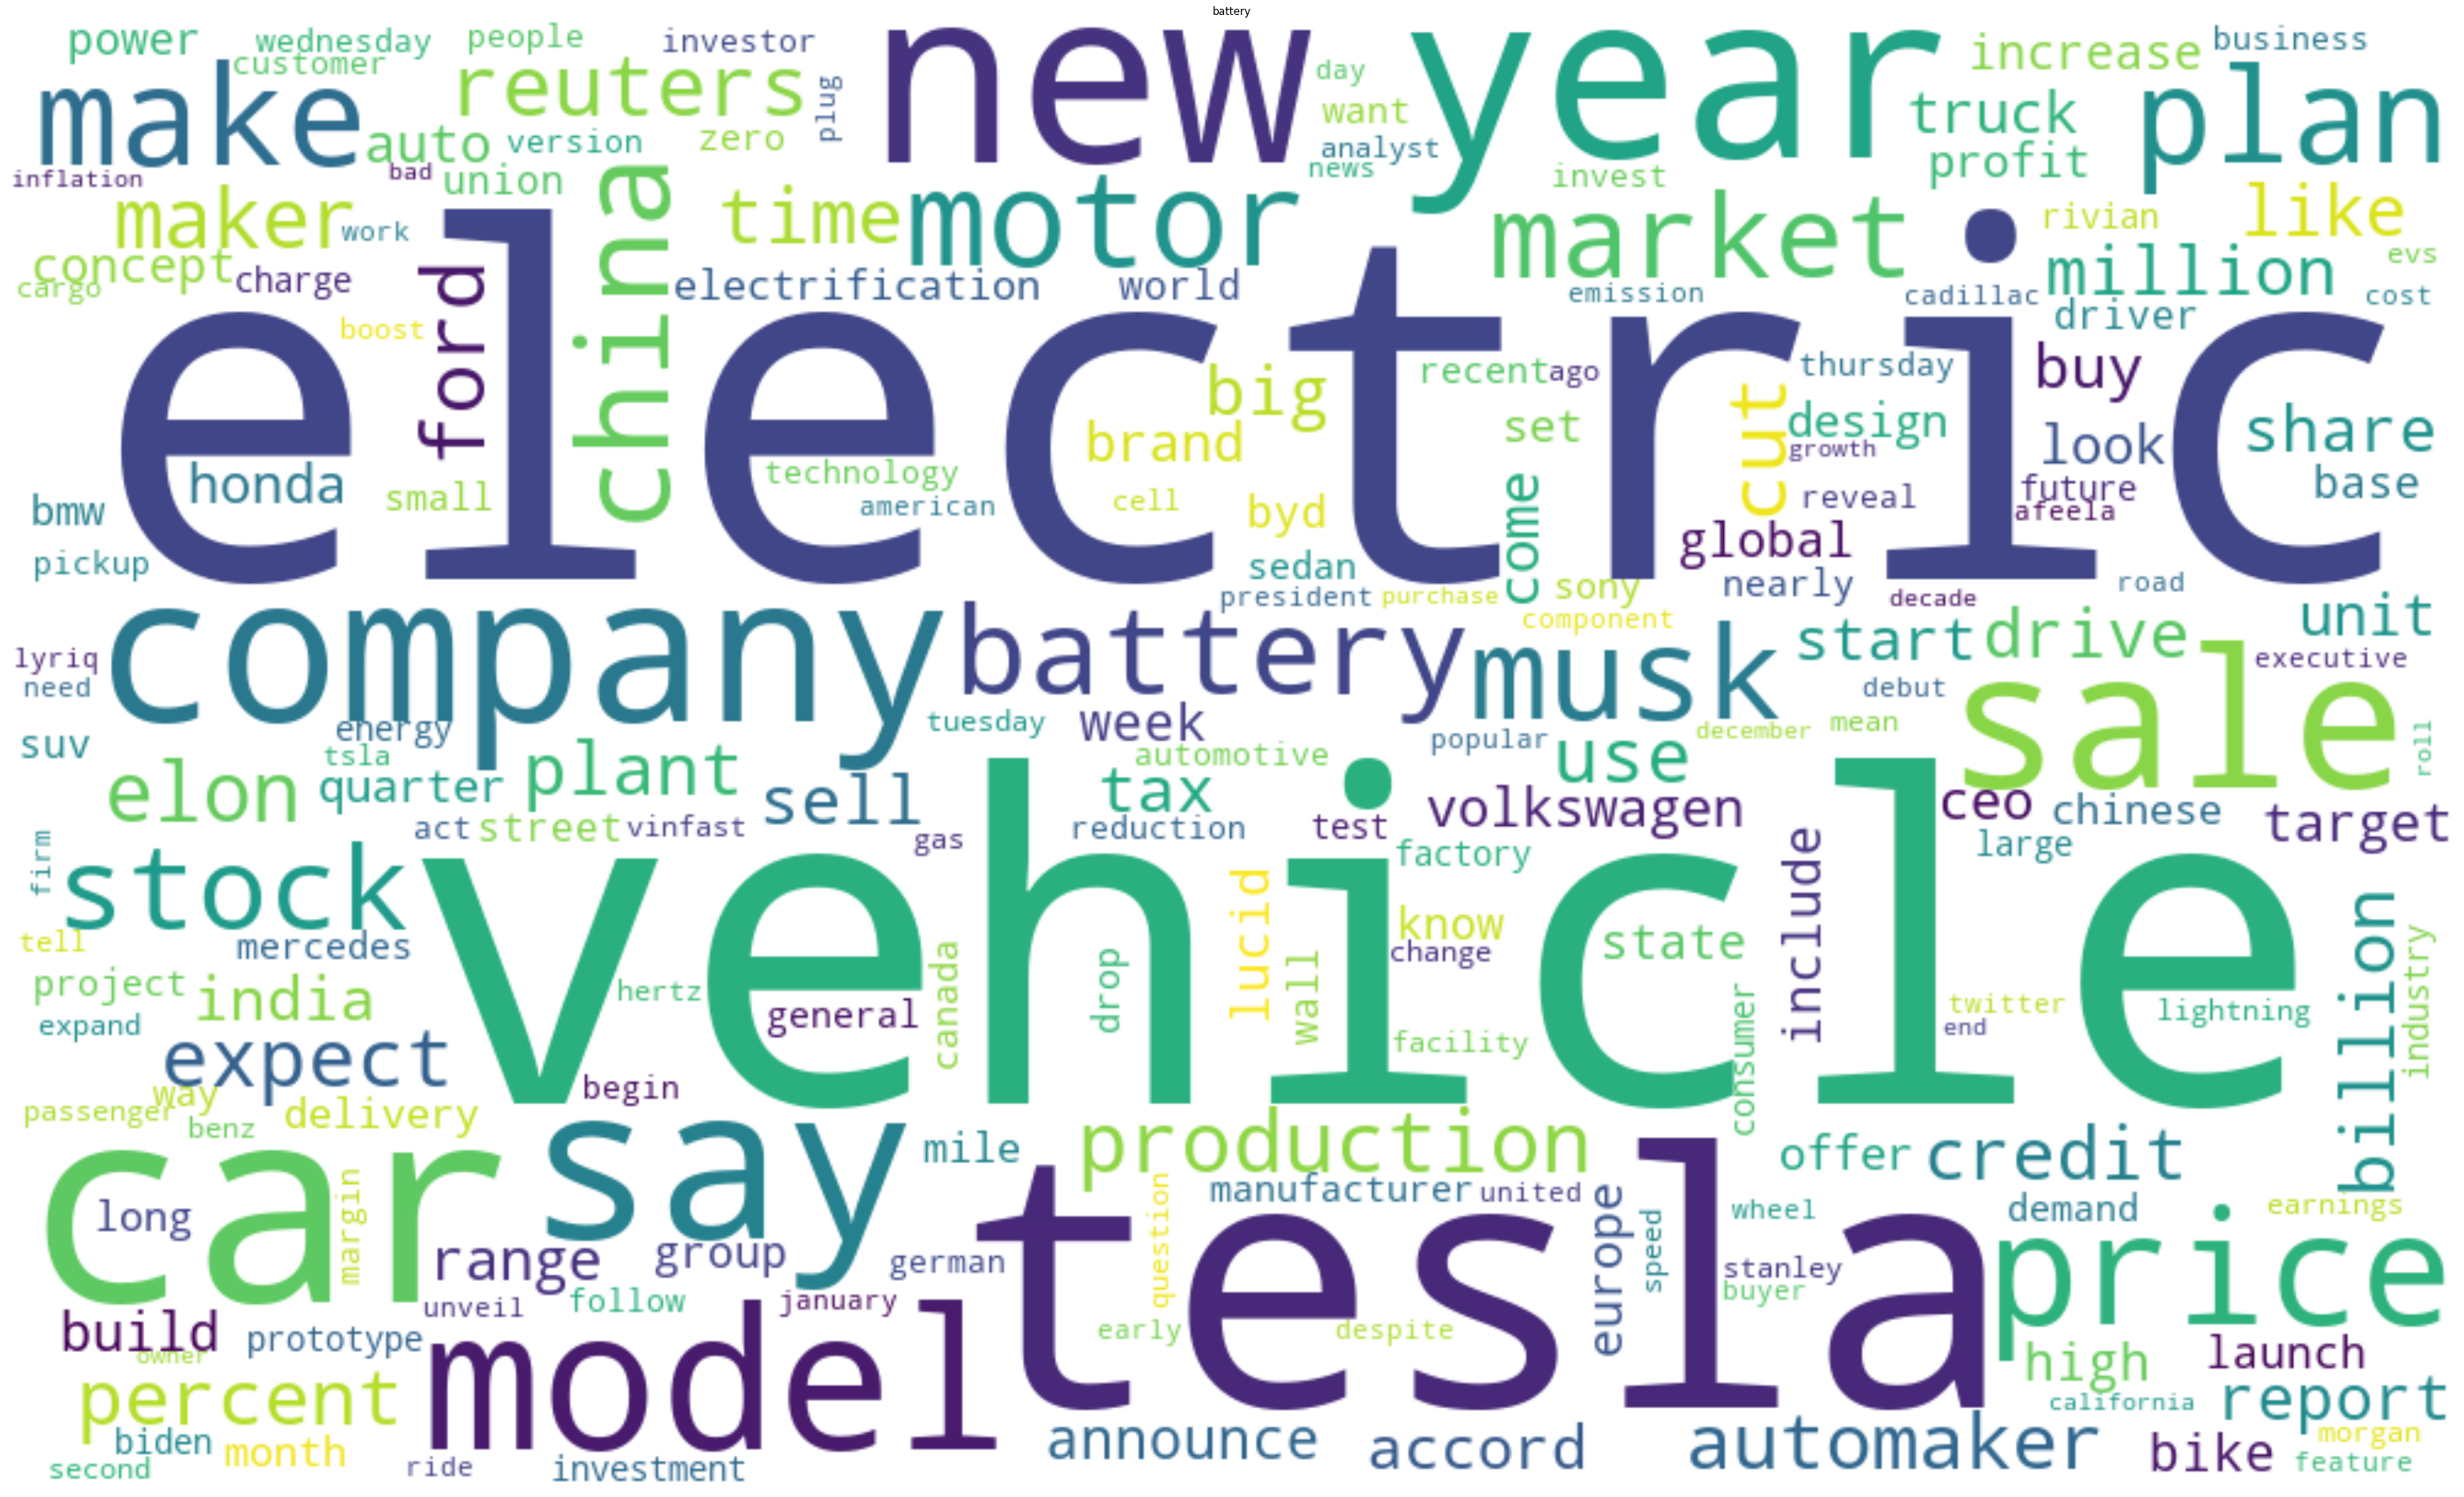 battery
power
wednesday
people
investor
new
year
increase
business
customer
reuters
plug
day
make
want
truck
plan
auto
version
zero
analyst
inflation
bad
union
china
news
invest
profit
maker
work
time
motor
market
rivian
like
concept
cargo
charge
ford
electrification
world
emission
cadillac
million
evs
cost
boost
driver
electric
big
recent
ago
cut
thursday
buy
brand
set
design
growth
look
share
honda
small
technology
american
cell
byd
come
reveal
future
afeela
base
bmw
pickup
sedan
global
president
purchase
sony
nearly
decade
road
component
company
battery
musk
start
drive
unit
lyriq
need
executive
debut
sale
energy
tuesday
week
popular
december
mean
suv
tsla
automotive
use
roll
elon
quarter
plant
sell
tax
volkswagen
ceo
chinese
target
act
street
vinfast
gas
reduction
test
factory
large
firm
stock
vehicle
lucid
include
tell
mercedes
know
change
state
billion
industry
project
india
hertz
general
canada
drop
wall
consumer
twitter
lightning
expand
end
expect
facility
begin
way
passenger
benz
delivery
car
say
mile
production
offer
credit
long
margin
question
manufacturer
united
europe
speed
wheel
demand
earnings
range
group
german
tesla
stanley
buyer
price
build
unveil
follow
january
prototype
owner
model
early
despite
high
launch
percent
california
report
biden
month
announce
accord
automaker
bike
morgan
second
ride
investment
feature